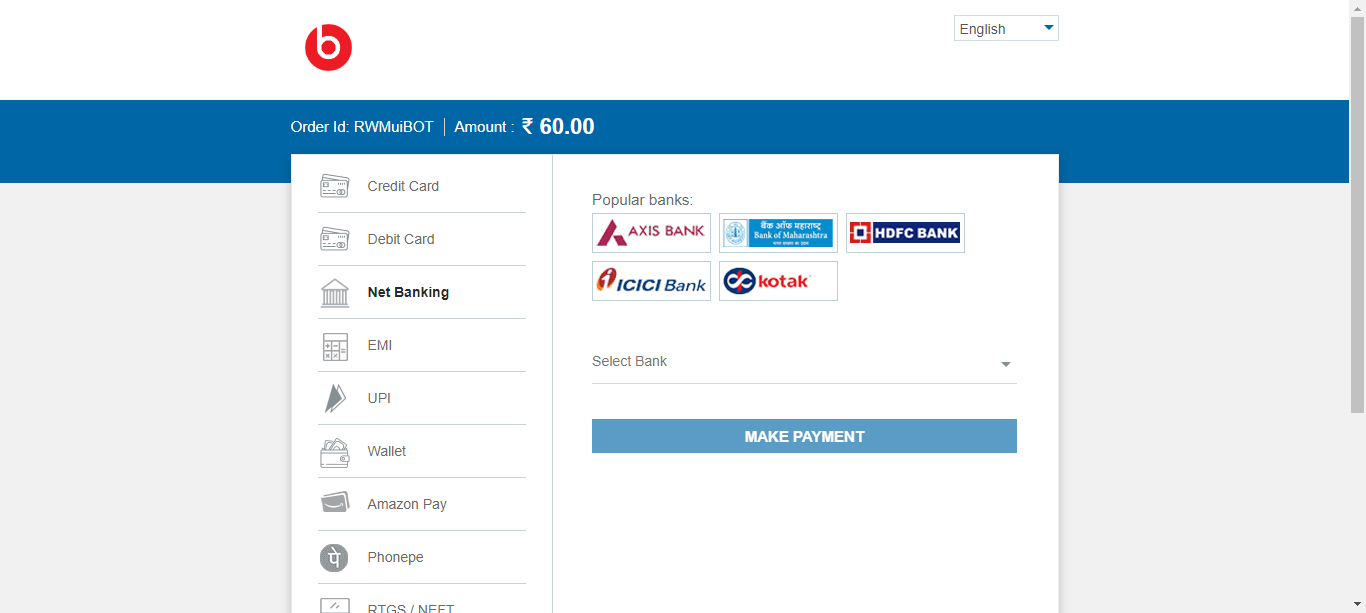 b
English
Order Id: RWMuiBOT
Amount : ₹ 60.00
Credit Card
Debit Card
Net Banking
EMI
UPI
Wallet
Amazon Pay
पे
Phonepe
RTGS / NEFT
Popular banks:
AXIS BANK
बैंक ऑफ महाराष्ट्र
Bank of Maharashtra
HDFC BANK
ICICI Bank
kotak
Select Bank
MAKE PAYMENT